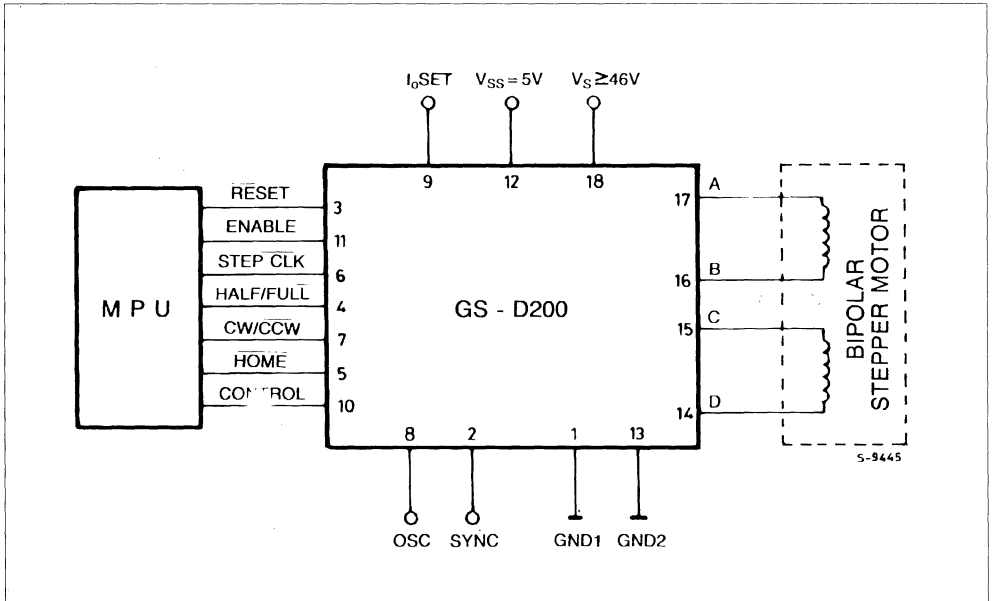 IoSET VSS=5V VS≥46V
9 12 18
MPU
RESET
3
ENABLE
11
STEP CLK
6
HALF/FULL
4
CW/CCW
7
HOME
5
10
GS - D200
17 A
16 B
15 C
14 D
BIPOLAR
STEPPER MOTOR
S-9445
8 2 1 13
OSC SYNC GND1 GND2